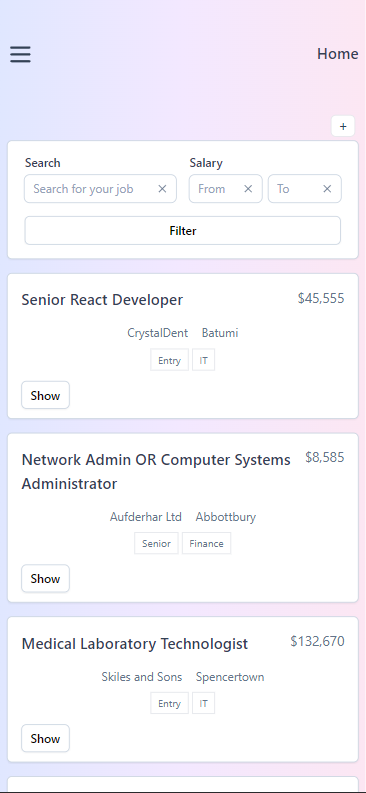 Home
+
Search Salary
Search for your job From To
Filter
Senior React Developer $45,555
CrystalDent Batumi
Entry IT
Show
Network Admin OR Computer Systems $8,585
Administrator
Aufderhar Ltd Abbottbury
Senior Finance
Show
Medical Laboratory Technologist $132,670
Skiles and Sons Spencertown
Entry IT
Show